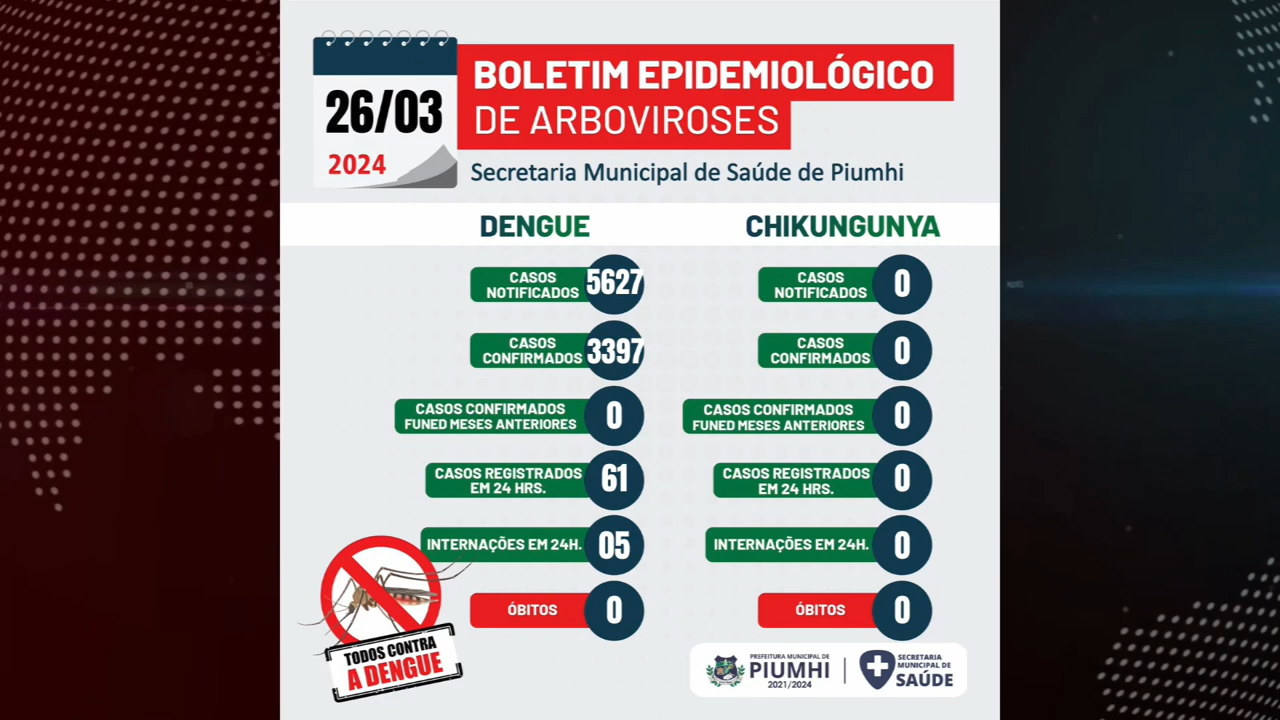 26/03
2024
BOLETIM EPIDEMIOLÓGICO
DE ARBOVIROSES
Secretaria Municipal de Saúde de Piumhi
DENGUE
CASOS
NOTIFICADOS
5627
CASOS
CONFIRMADOS
3397
CASOS CONFIRMADOS
FUNED MESES ANTERIORES
0
CASOS REGISTRADOS
EM 24 HRS.
61
INTERNAÇÕES EM 24H.
05
ÓBITOS
0
CHIKUNGUNYA
CASOS
NOTIFICADOS
0
CASOS
CONFIRMADOS
0
CASOS CONFIRMADOS
FUNED MESES ANTERIORES
0
CASOS REGISTRADOS
EM 24 HRS.
0
INTERNAÇÕES EM 24H.
0
ÓBITOS
0
TODOS CONTRA
A DENGUE
PREFEITURA MUNICIPAL DE
PIUMHI
2021/2024
SECRETARIA
MUNICIPAL DE
SAÚDE